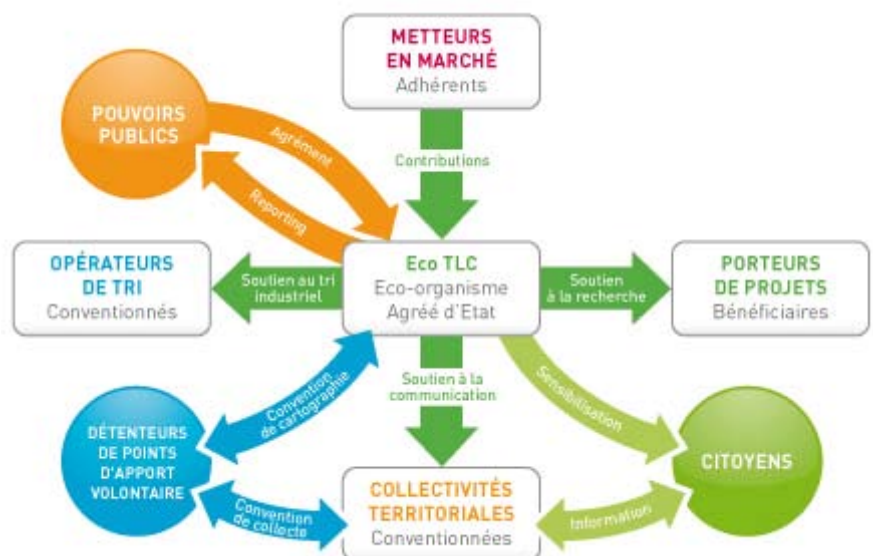 METTEURS
EN MARCHÉ
Adhérents
POUVOIRS
PUBLICS
Agrément
Reporting
Contributions
OPÉRATEURS
DE TRI
Conventionnés
Soutien au tri
industriel
Eco TLC
Eco-organisme
Agréé d'Etat
Soutien
à la recherche
PORTEURS
DE PROJETS
Bénéficiaires
Convention
de cartographie
Soutien à la
communication
Sensibilisation
DÉTENTEURS
DE POINTS
D'APPORT
VOLONTAIRE
CITOYENS
Convention
de collecte
COLLECTIVITÉS
TERRITORIALES
Conventionnées
Information